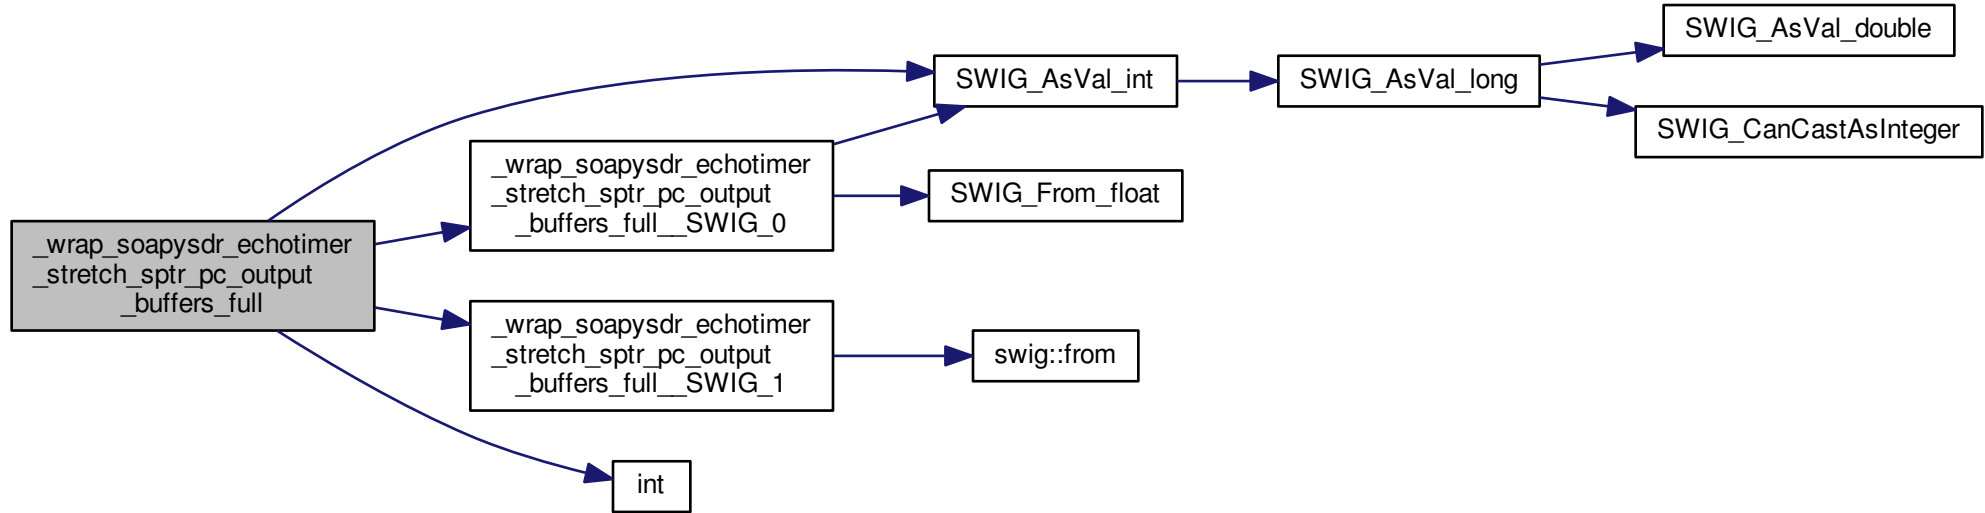 _wrap_soapysdr_echotimer
_stretch_sptr_pc_output
_buffers_full
_wrap_soapysdr_echotimer
_stretch_sptr_pc_output
_buffers_full__SWIG_0
_wrap_soapysdr_echotimer
_stretch_sptr_pc_output
_buffers_full__SWIG_1
int
SWIG_AsVal_int
SWIG_From_float
swig::from
SWIG_AsVal_long
SWIG_AsVal_double
SWIG_CanCastAsInteger